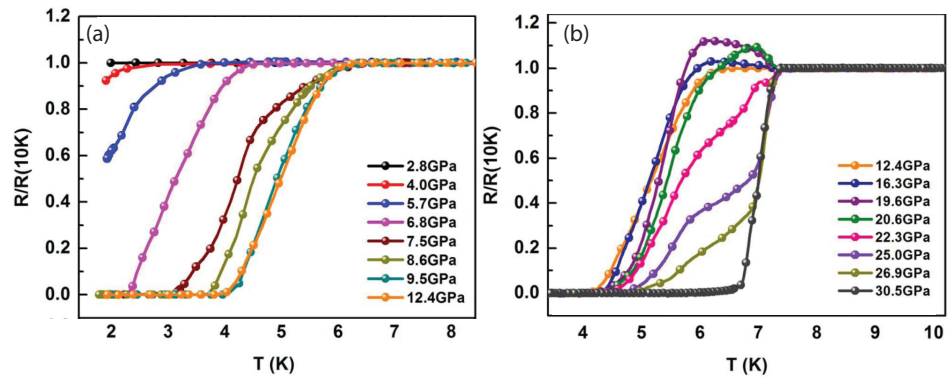 (a)
R/R(10K)
1.2
1.0
0.8
0.6
0.4
0.2
0.0
2.8GPa
4.0GPa
5.7GPa
6.8GPa
7.5GPa
8.6GPa
9.5GPa
12.4GPa
2 3 4 5 6 7 8
T (K)
(b)
R/R(10K)
1.2
1.0
0.8
0.6
0.4
0.2
0.0
12.4GPa
16.3GPa
19.6GPa
20.6GPa
22.3GPa
25.0GPa
26.9GPa
30.5GPa
4 5 6 7 8 9 10
T (K)